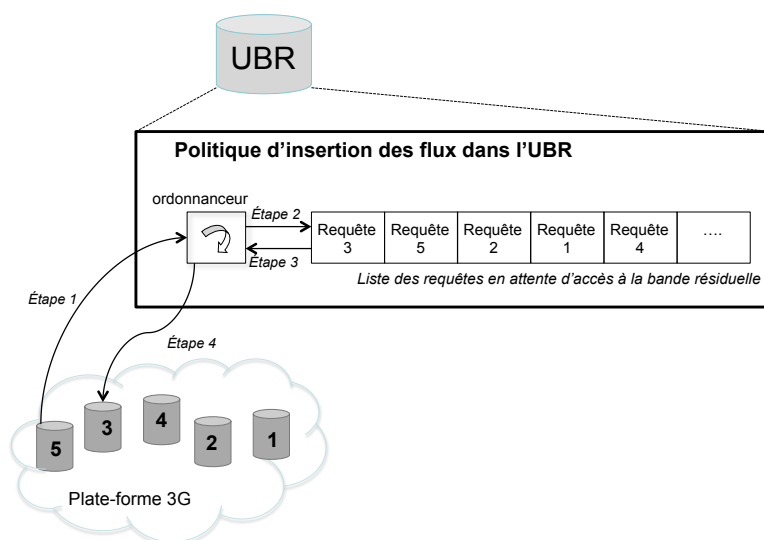 UBR
Politique d'insertion des flux dans l'UBR
ordonnanceur
Étape 2
Étape 3
Requête
3
Requête
5
Requête
2
Requête
1
Requête
4
….
Liste des requêtes en attente d'accès à la bande résiduelle
Étape 1
Étape 4
5
3
4
2
1
Plate-forme 3G